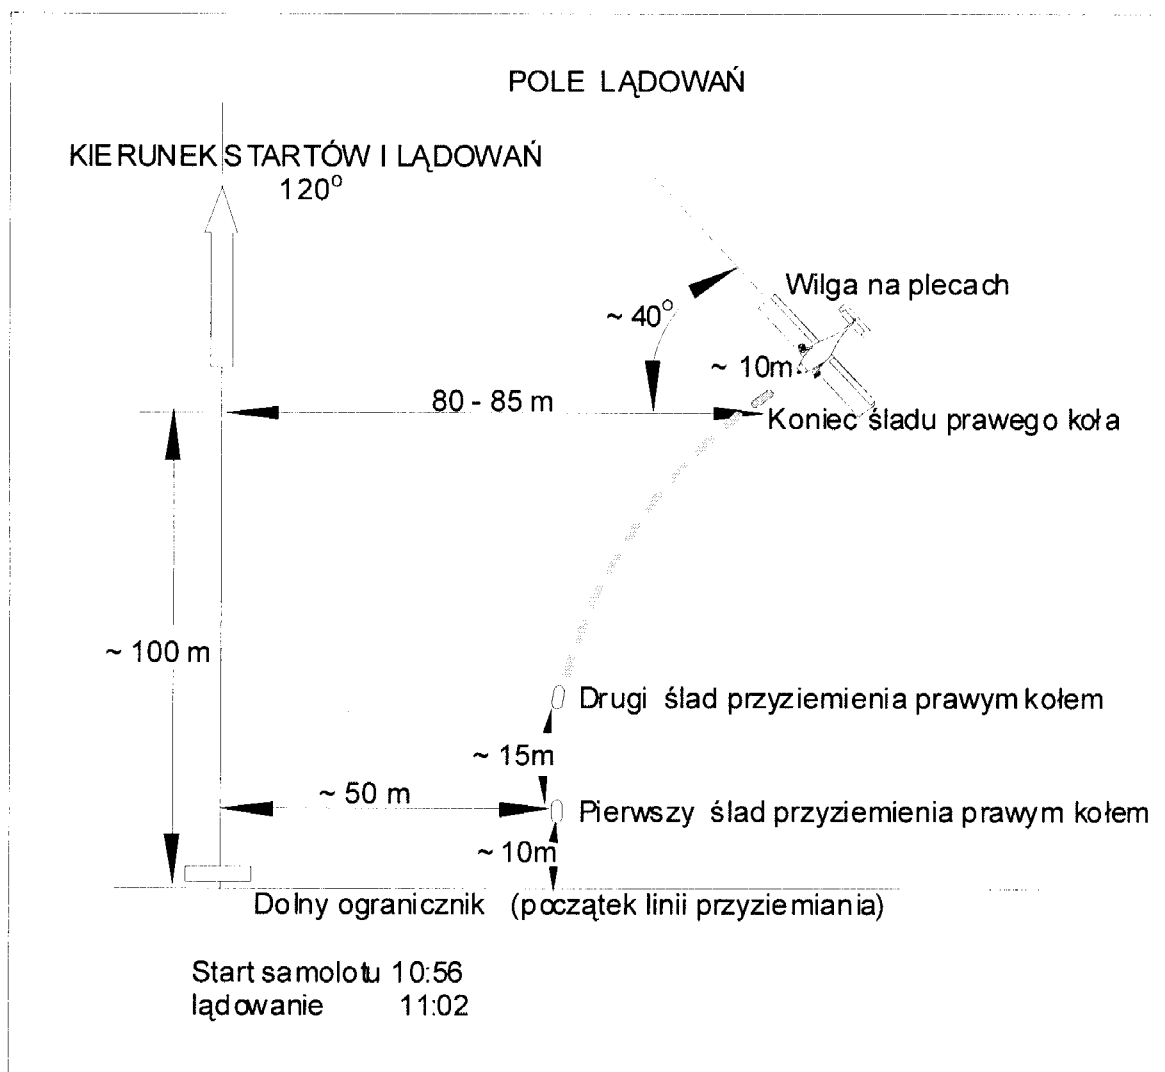 POLE LĄDOWAŃ
KIERUNEK STARTÓW I LĄDOWAŃ
120°
Wilga na plecach
~ 40°
~ 10m
80 - 85 m
Koniec śladu prawego koła
~ 100 m
Drugi ślad przyziemienia prawym kołem
~ 15m
~ 50 m
Pierwszy ślad przyziemienia prawym kołem
~ 10m
Dolny ogranicznik (początek linii przyziemiania)
Start samolotu 10:56
lądowanie 11:02